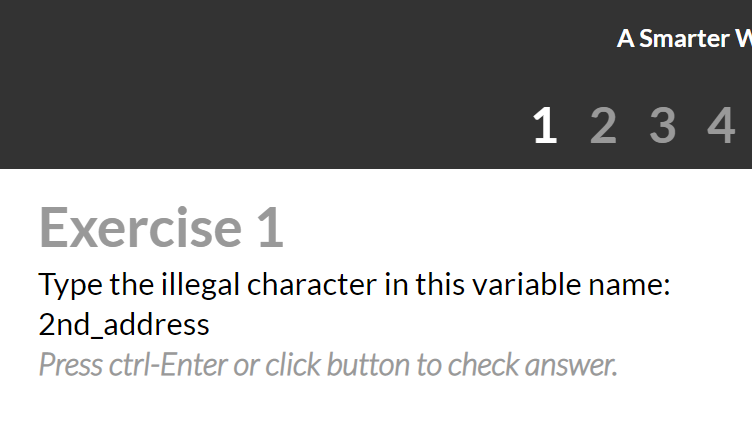 A Smarter
1 2 3 4
Exercise 1
Type the illegal character in this variable name:
2nd_address
Press ctrl-Enter or click button to check answer.